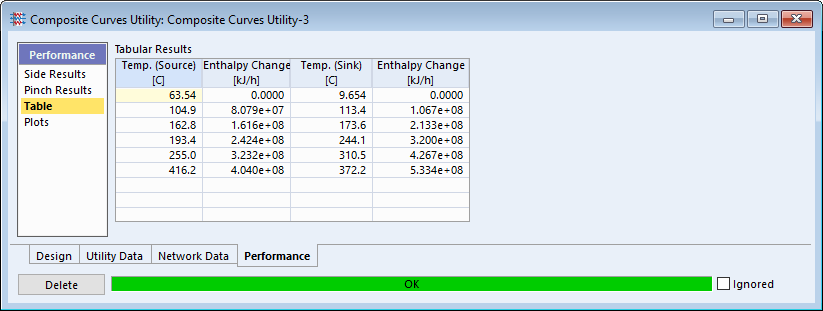 Composite Curves Utility: Composite Curves Utility-3
Performance
Side Results
Pinch Results
Table
Plots
Tabular Results
Temp. (Source) Enthalpy Change Temp. (Sink) Enthalpy Change
[C] [kJ/h] [C] [kJ/h]
63.54 0.0000 9.654 0.0000
104.9 8.079e+07 113.4 1.067e+08
162.8 1.616e+08 173.6 2.133e+08
193.4 2.424e+08 244.1 3.200e+08
255.0 3.232e+08 310.5 4.267e+08
416.2 4.040e+08 372.2 5.334e+08
Design Utility Data Network Data Performance
Delete OK Ignored